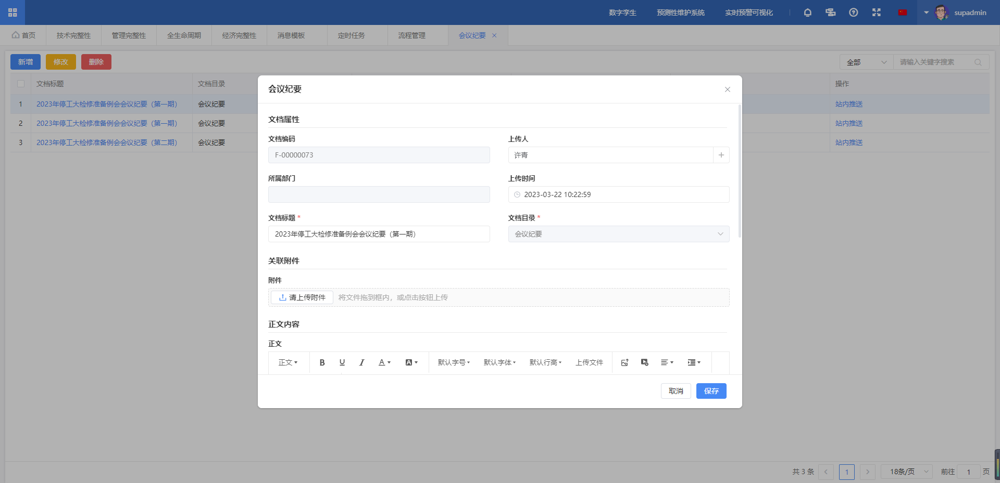 数字孪生 预测性维护系统 实时预警可视化 supadmin
首页 技术完整性 管理完整性 全生命周期 经济完整性 消息模板 定时任务 流程管理 会议纪要
新增 修改 删除 全部 请输入关键字搜索
文档标题 文档目录 操作
1 2023年停工大检修准备例会会议纪要（第一期） 会议纪要 站内推送
2 2023年停工大检修准备例会会议纪要（第一期） 会议纪要 站内推送
3 2023年停工大检修准备例会会议纪要（第二期） 会议纪要 站内推送
会议纪要
文档属性
文档编码 上传人
F-00000073 许青
所属部门 上传时间
2023-03-22 10:22:59
文档标题 * 文档目录 *
2023年停工大检修准备例会会议纪要（第一期） 会议纪要
关联附件
附件
请上传附件 将文件拖到框内，或点击按钮上传
正文内容
正文
正文 B U I A A 默认字号 默认字体 默认行高 上传文件
取消 保存
共 3 条 1 18条/页 前往 1 页